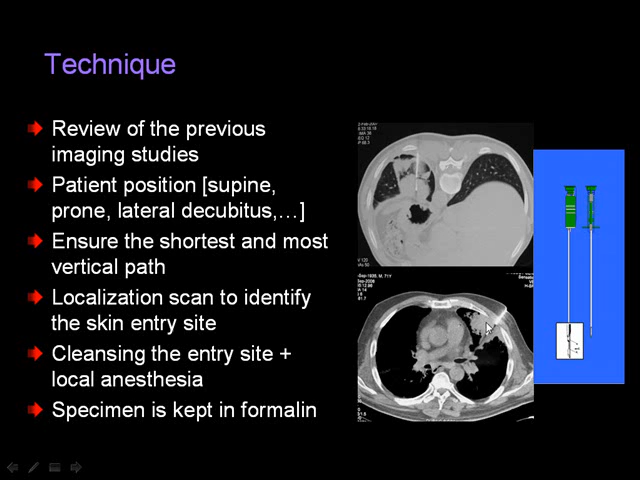 Technique
Review of the previous
imaging studies
Patient position [supine,
prone, lateral decubitus,…]
Ensure the shortest and most
vertical path
Localization scan to identify
the skin entry site
Cleansing the entry site +
local anesthesia
Specimen is kept in formalin